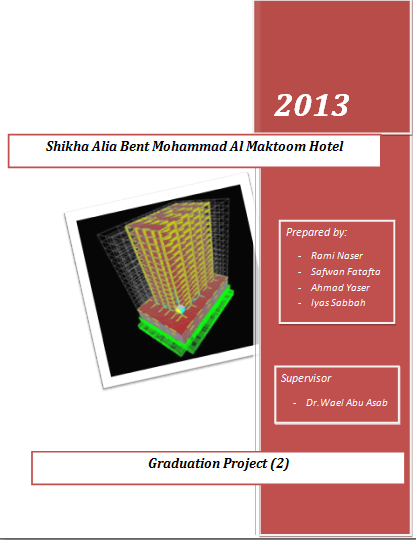 2013
Shikha Alia Bent Mohammad Al Maktoom Hotel
Prepared by:
- Rami Naser
- Safwan Fatafta
- Ahmad Yaser
- Iyas Sabbah
Supervisor
- Dr.Wael Abu Asab
Graduation Project (2)